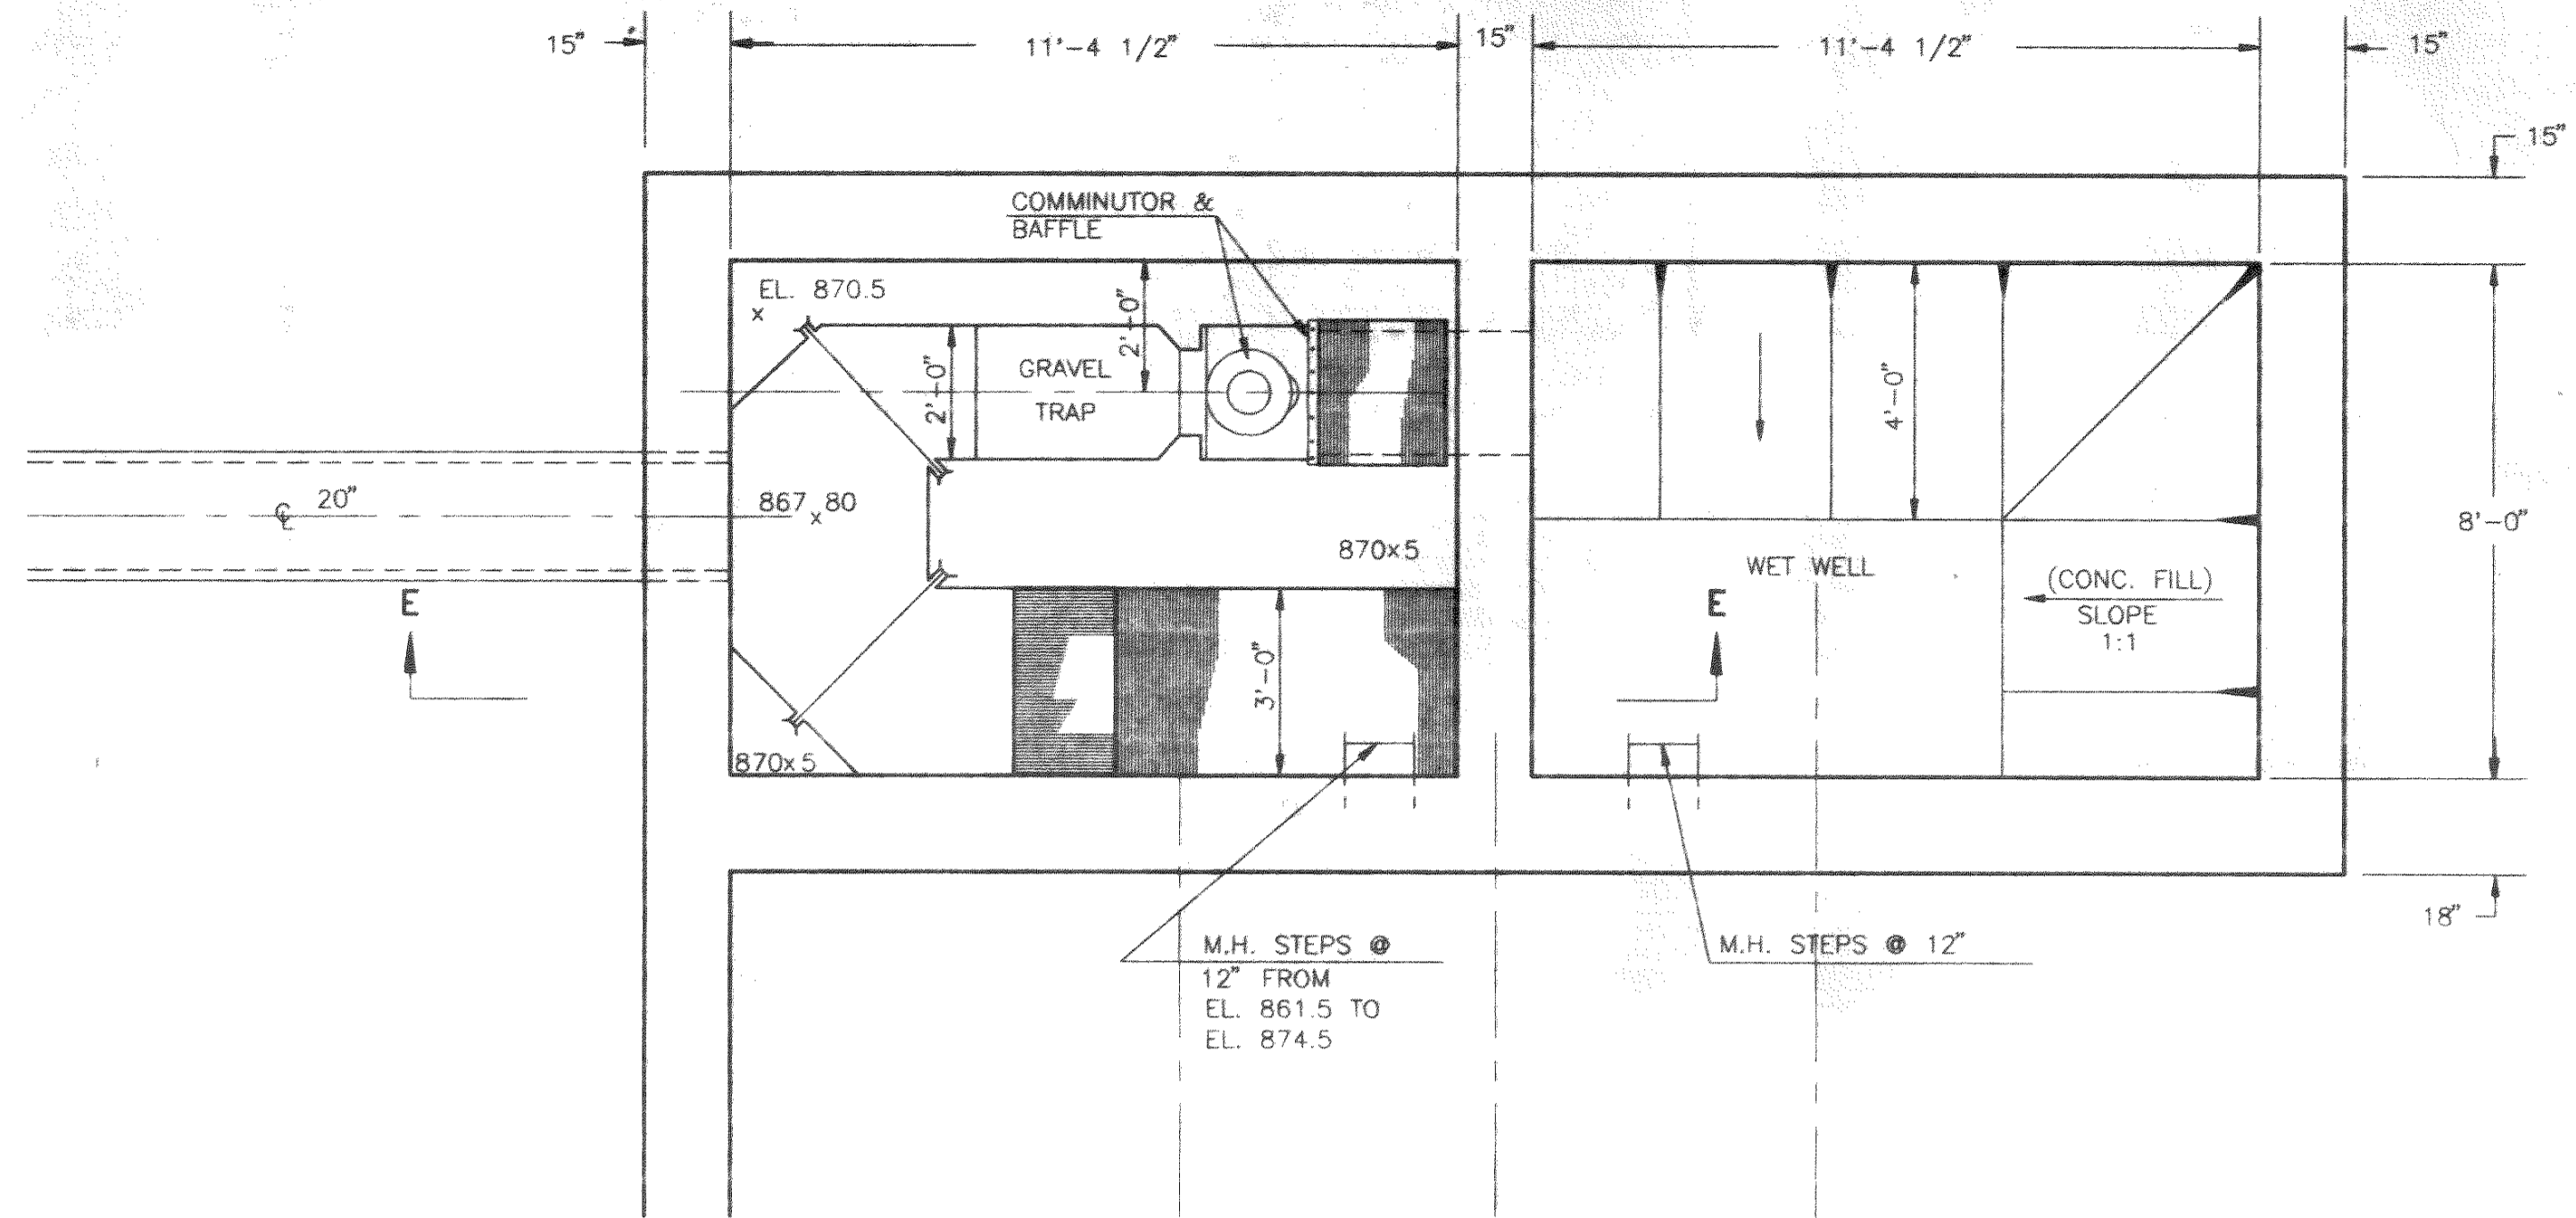 15"
11'-4 1/2"
15"
11'-4 1/2"
15"
15"
COMMINUTOR &
BAFFLE
EL. 870.5
x
2'-0"
2'-0"
GRAVEL
TRAP
4'-0"
20"
℄
867 x 80
870x5
8'-0"
WET WELL
(CONC. FILL)
SLOPE
1:1
E
E
3'-0"
870x5
18"
M.H. STEPS @
12" FROM
EL. 861.5 TO
EL. 874.5
M.H. STEPS @ 12"